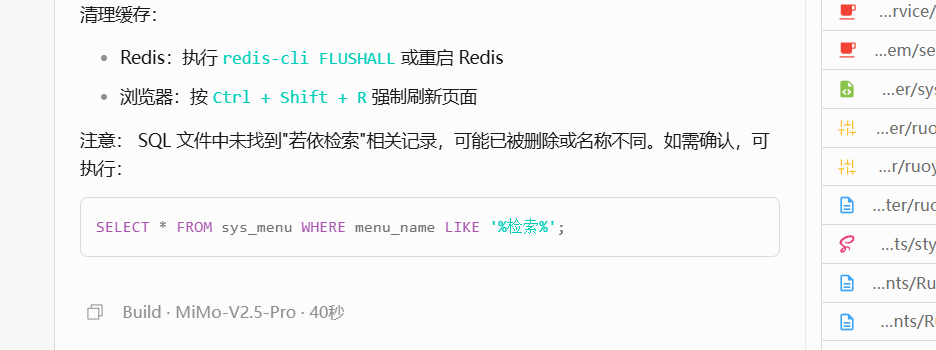 清理缓存：
Redis：执行 redis-cli FLUSHALL 或重启 Redis
浏览器：按 Ctrl + Shift + R 强制刷新页面
注意： SQL 文件中未找到"若依检索"相关记录，可能已被删除或名称不同。如需确认，可
执行：
SELECT * FROM sys_menu WHERE menu_name LIKE '%检索%';
Build · MiMo-V2.5-Pro · 40秒
…rvice/
…em/se
…er/sys
…er/ruo
…r/ruoy
…ter/ruo
…ts/sty
…nts/Ru
…nts/Ru